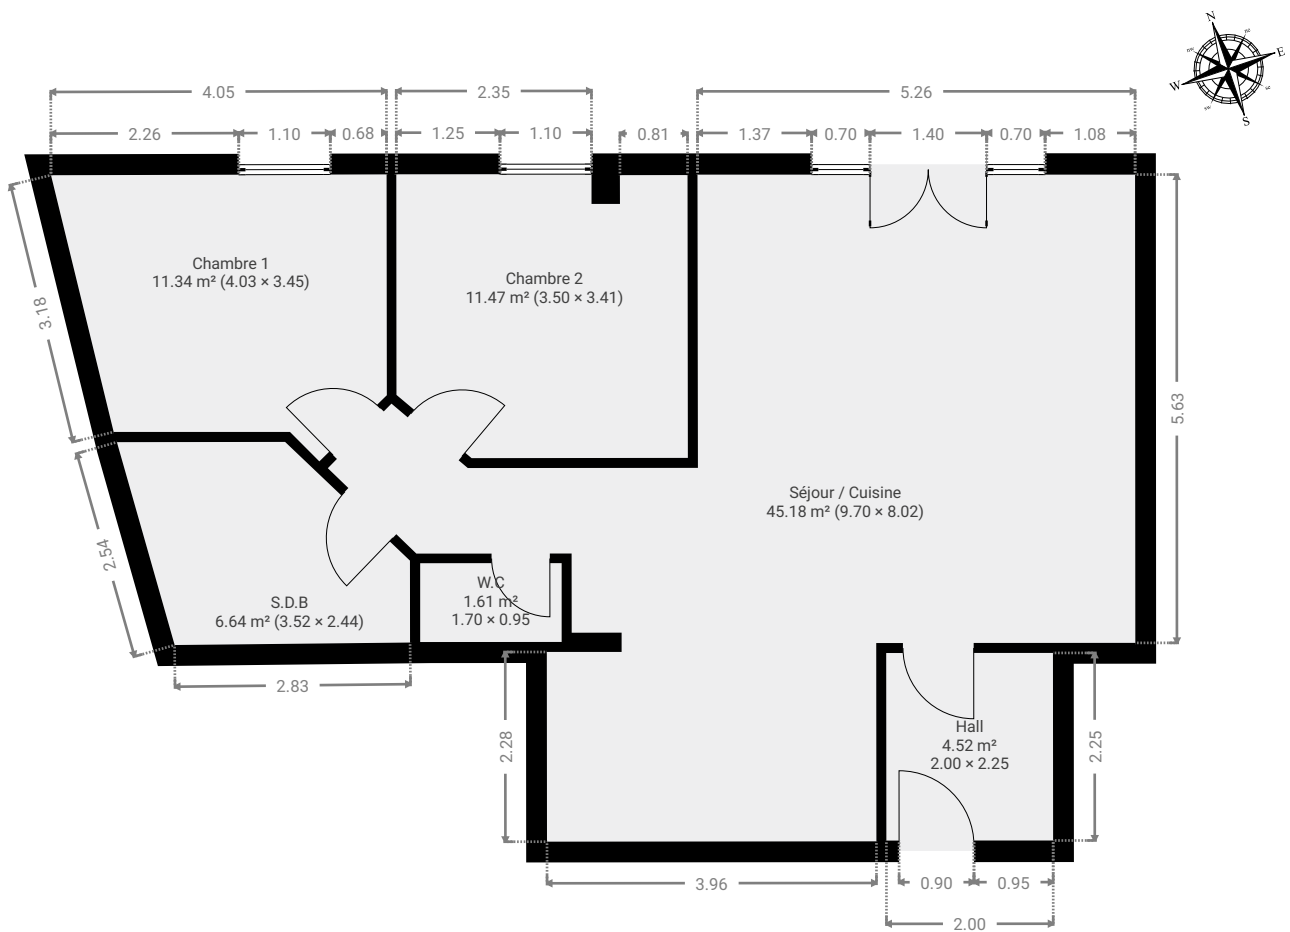 N
E
W
S
4.05
2.35
5.26
2.26
1.10
0.68
1.25
1.10
0.81
1.37
0.70
1.40
0.70
1.08
Chambre 1
11.34 m² (4.03 × 3.45)
Chambre 2
11.47 m² (3.50 × 3.41)
3.18
5.63
Séjour / Cuisine
45.18 m² (9.70 × 8.02)
2.54
W.C
1.61 m²
1.70 × 0.95
S.D.B
6.64 m² (3.52 × 2.44)
2.83
2.28
Hall
4.52 m²
2.00 × 2.25
2.25
3.96
0.90
0.95
2.00